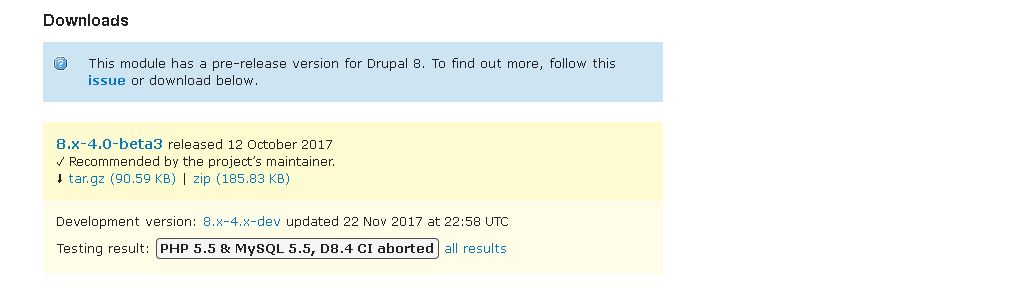 Downloads
This module has a pre-release version for Drupal 8. To find out more, follow this
issue or download below.
8.x-4.0-beta3 released 12 October 2017
✓ Recommended by the project's maintainer.
⬇ tar.gz (90.59 KB) | zip (185.83 KB)
Development version: 8.x-4.x-dev updated 22 Nov 2017 at 22:58 UTC
Testing result: PHP 5.5 & MySQL 5.5, D8.4 CI aborted all results